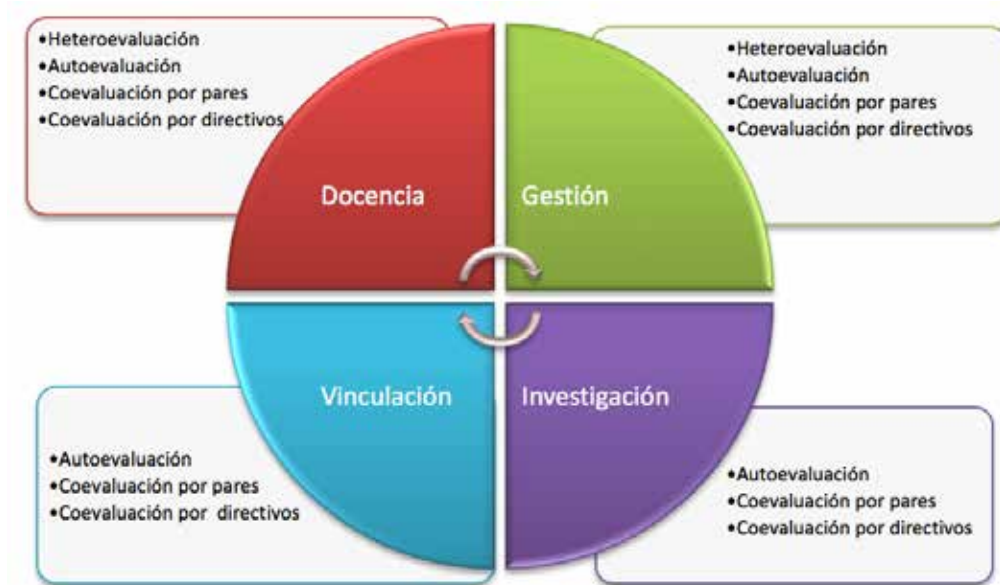 •Heteroevaluación
•Autoevaluación
•Coevaluación por pares
•Coevaluación por directivos
Docencia
•Heteroevaluación
•Autoevaluación
•Coevaluación por pares
•Coevaluación por directivos
Gestión
Vinculación
•Autoevaluación
•Coevaluación por pares
•Coevaluación por directivos
Investigación
•Autoevaluación
•Coevaluación por pares
•Coevaluación por directivos